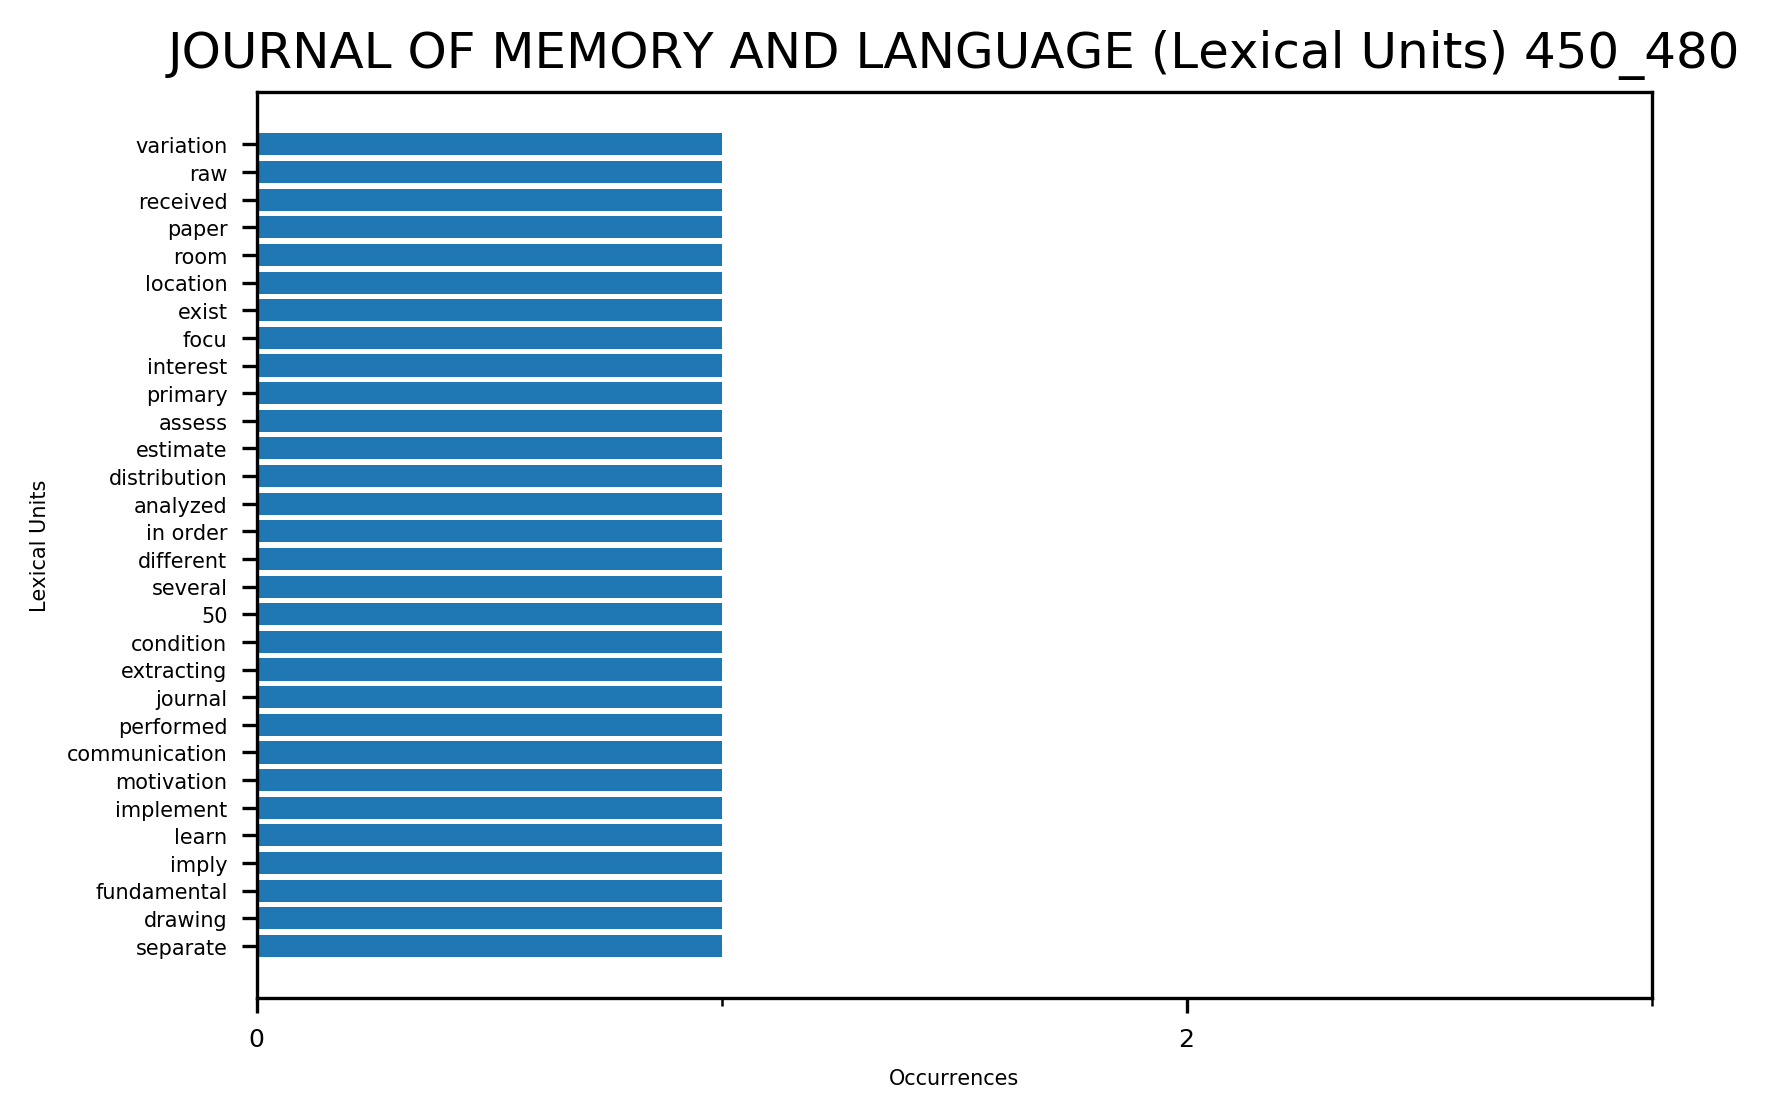 JOURNAL OF MEMORY AND LANGUAGE (Lexical Units) 450_480
variation
raw
received
paper
room
location
exist
focu
interest
primary
assess
estimate
distribution
analyzed
in order
different
several
50
condition
extracting
journal
performed
communication
motivation
implement
learn
imply
fundamental
drawing
separate
Lexical Units
0 2
Occurrences